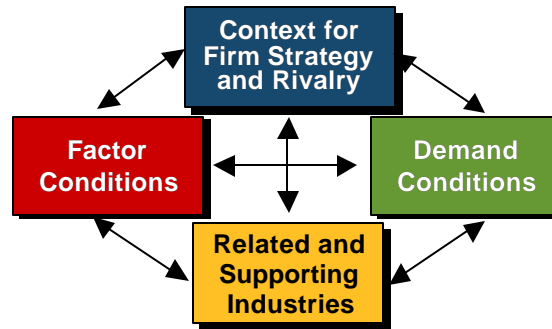 Context for
Firm Strategy
and Rivalry
Factor
Conditions
Demand
Conditions
Related and
Supporting
Industries